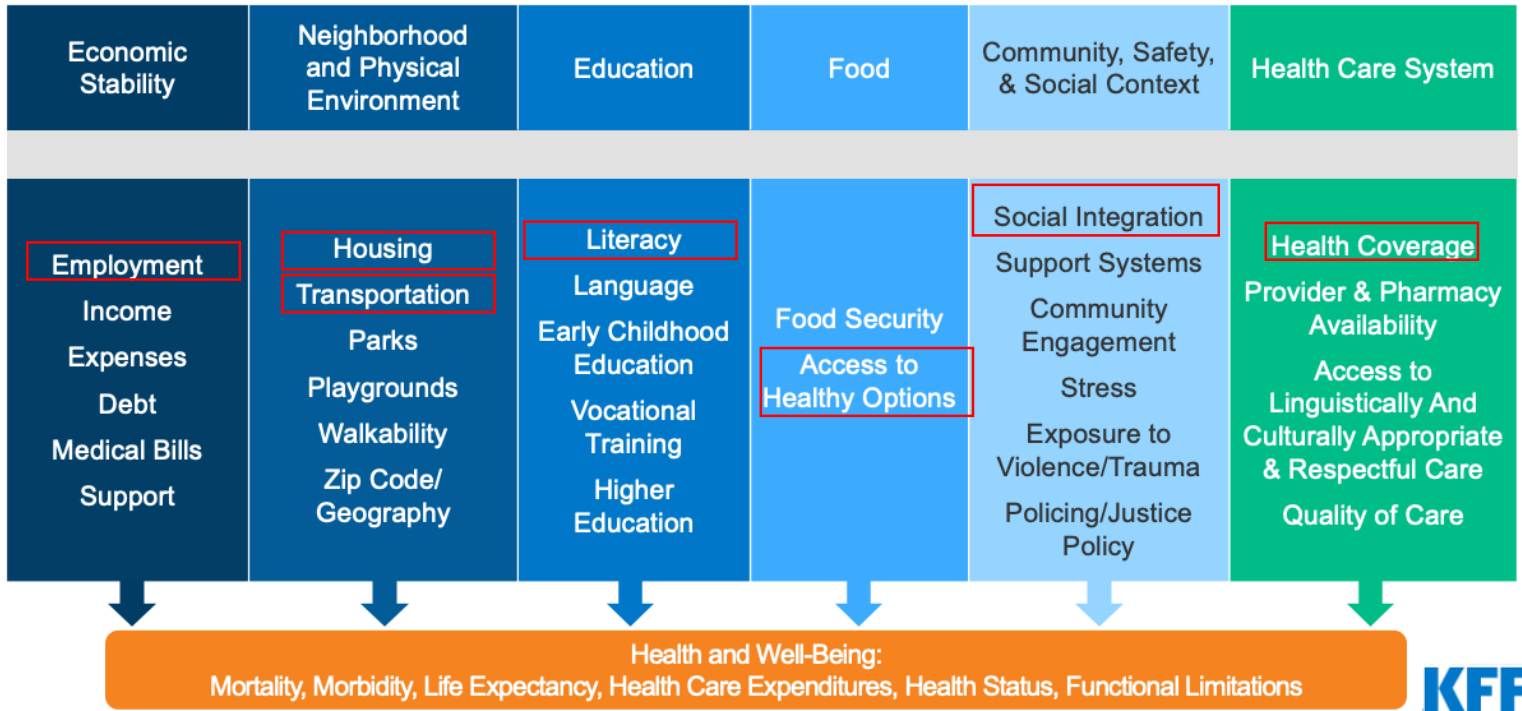 Economic
Stability
Neighborhood
and Physical
Environment
Education
Food
Community, Safety,
& Social Context
Health Care System
Employment
Income
Expenses
Debt
Medical Bills
Support
Housing
Transportation
Parks
Playgrounds
Walkability
Zip Code/
Geography
Literacy
Language
Early Childhood
Education
Vocational
Training
Higher
Education
Food Security
Access to
Healthy Options
Social Integration
Support Systems
Community
Engagement
Stress
Exposure to
Violence/Trauma
Policing/Justice
Policy
Health Coverage
Provider & Pharmacy
Availability
Access to
Linguistically And
Culturally Appropriate
& Respectful Care
Quality of Care
Health and Well-Being:
Mortality, Morbidity, Life Expectancy, Health Care Expenditures, Health Status, Functional Limitations
KFF